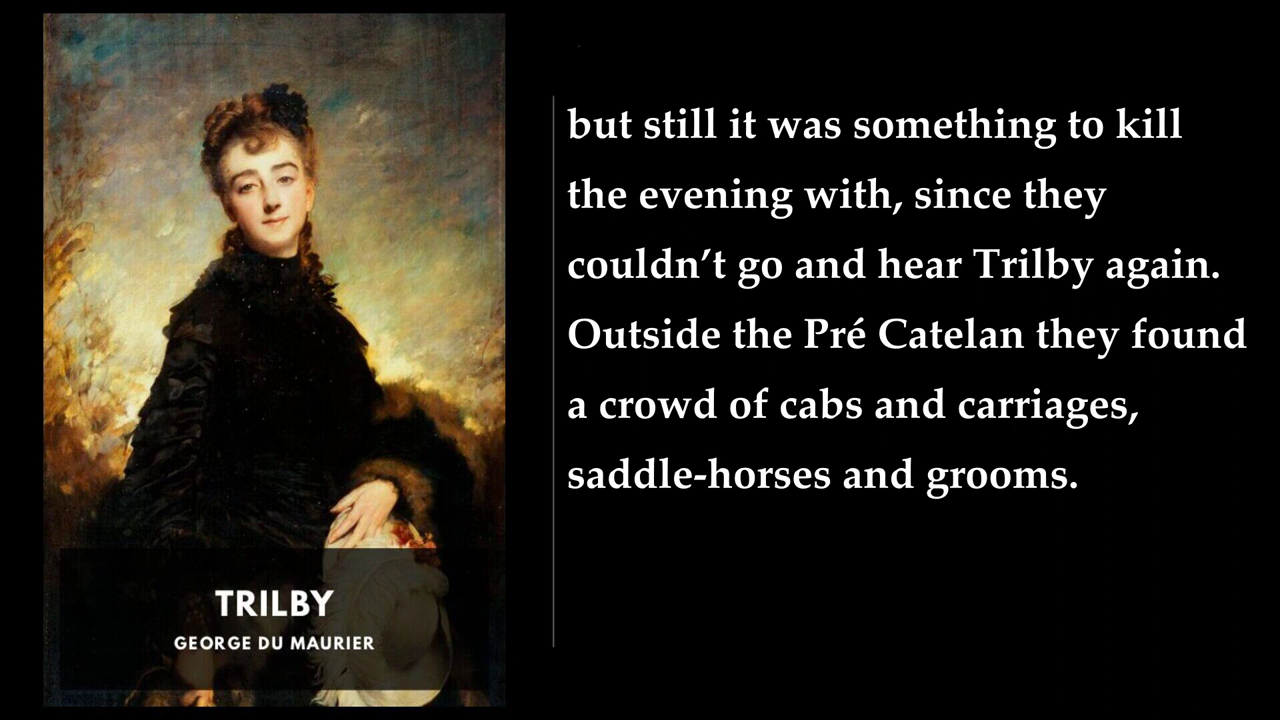 TRILBY
GEORGE DU MAURIER
but still it was something to kill
the evening with, since they
couldn’t go and hear Trilby again.
Outside the Pré Catelan they found
a crowd of cabs and carriages,
saddle-horses and grooms.